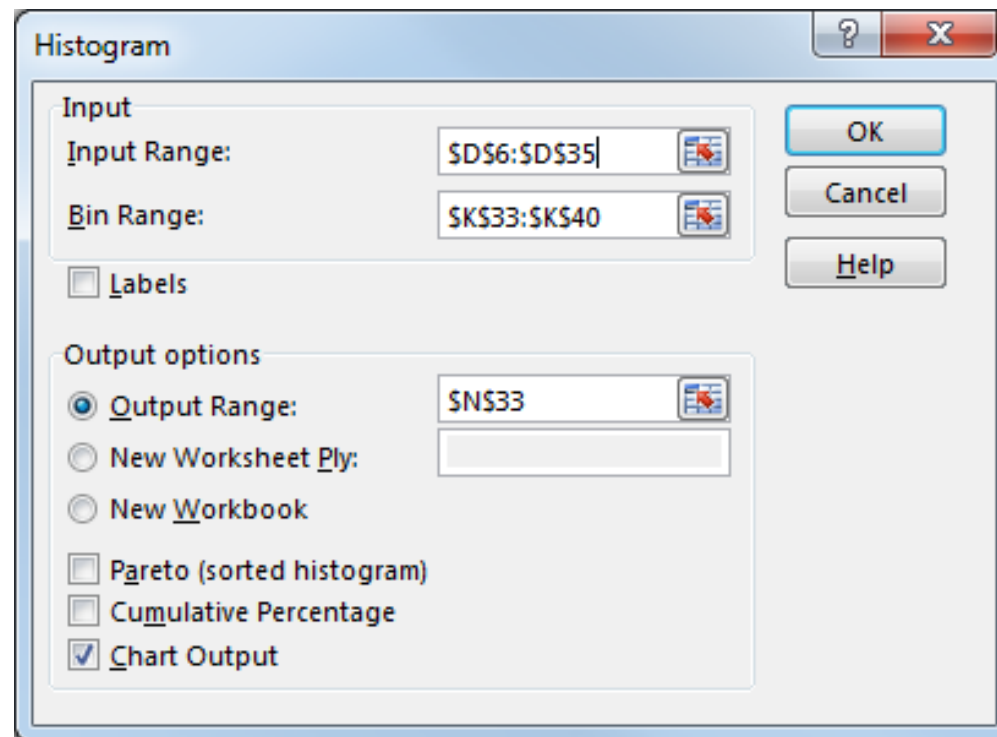 Histogram
Input
Input Range:
$D$6:$D$35
OK
Bin Range:
$K$33:$K$40
Cancel
Help
Labels
Output options
Output Range:
$N$33
New Worksheet Ply:
New Workbook
Pareto (sorted histogram)
Cumulative Percentage
Chart Output